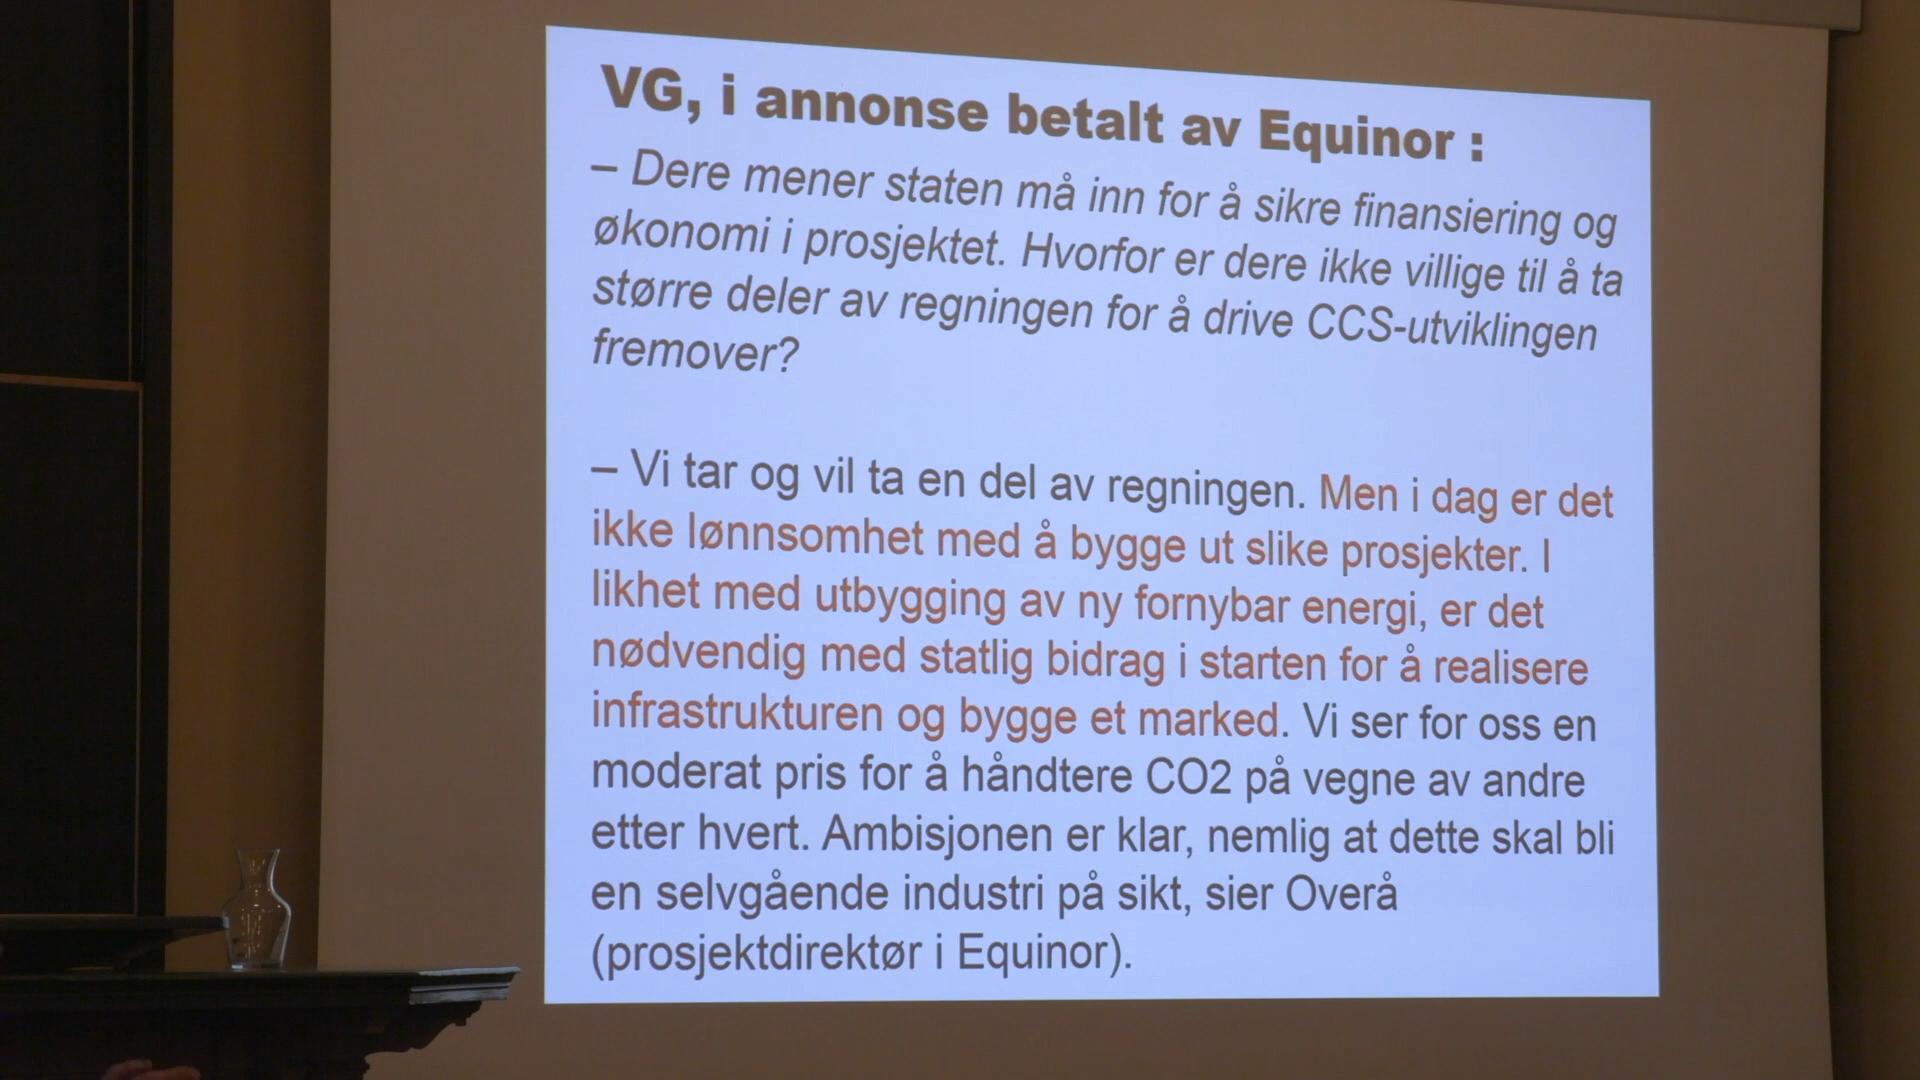 VG, i annonse betalt av Equinor :
– Dere mener staten må inn for å sikre finansiering og
økonomi i prosjektet. Hvorfor er dere ikke villige til å ta
større deler av regningen for å drive CCS-utviklingen
fremover?
– Vi tar og vil ta en del av regningen. Men i dag er det
ikke lønnsomhet med å bygge ut slike prosjekter. I
likhet med utbygging av ny fornybar energi, er det
nødvendig med statlig bidrag i starten for å realisere
infrastrukturen og bygge et marked. Vi ser for oss en
moderat pris for å håndtere CO2 på vegne av andre
etter hvert. Ambisjonen er klar, nemlig at dette skal bli
en selvgående industri på sikt, sier Overå
(prosjektdirektør i Equinor).